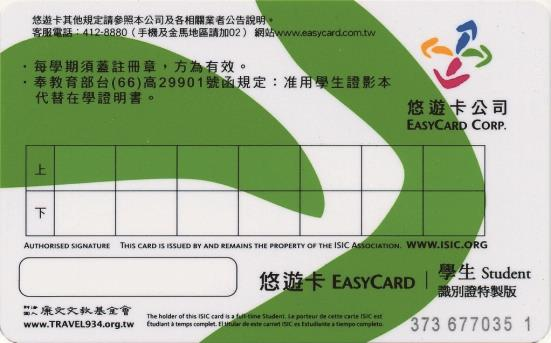 悠遊卡其他規定請參照本公司及各相關業者公告說明。
客服電話：412-8880（手機及金馬地區請加02）網站www.easycard.com.tw
・每學期須蓋註冊章，方為有效。
・奉教育部台(66)高29901號函規定：准用學生證影本
代替在學證明書。
悠遊卡公司
EASYCARD CORP.
上
下
AUTHORISED SIGNATURE THIS CARD IS ISSUED BY AND REMAINS THE PROPERTY OF THE ISIC ASSOCIATION. WWW.ISIC.ORG
悠遊卡 EASYCARD
學生 Student
識別證特製版
財團法人 康文文教基金會
www.TRAVEL934.org.tw
The holder of this ISIC card is a full-time Student. Le porteur de cette carte ISIC est
Étudiant à temps complet. El titular de este carnet ISIC es Estudiante a tiempo completo.
373 677035 1